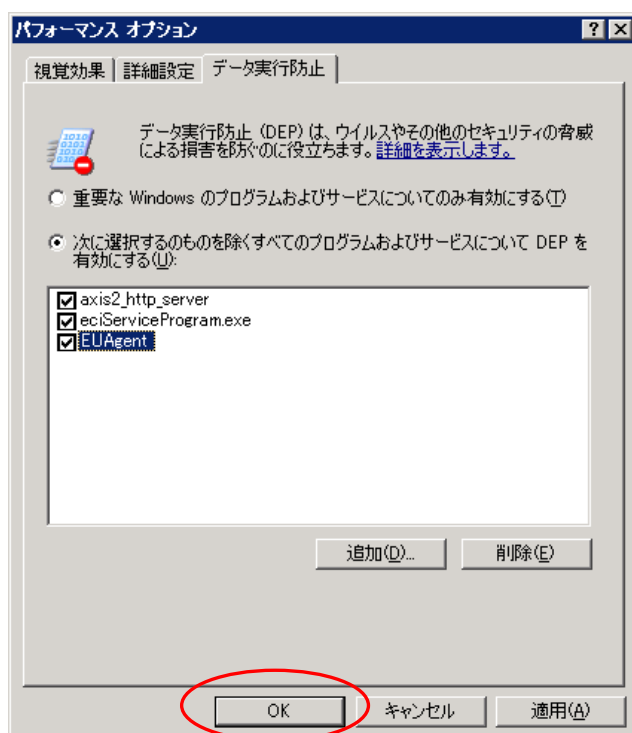 パフォーマンス オプション
視覚効果 詳細設定 データ実行防止
データ実行防止 (DEP) は、ウイルスやその他のセキュリティの脅威
による損害を防ぐのに役立ちます。詳細を表示します。
重要な Windows のプログラムおよびサービスについてのみ有効にする(T)
次に選択するのものを除くすべてのプログラムおよびサービスについて DEP を
有効にする(U):
axis2_http_server
eciServiceProgram.exe
EUAgent
追加(D)... 削除(E)
OK キャンセル 適用(A)